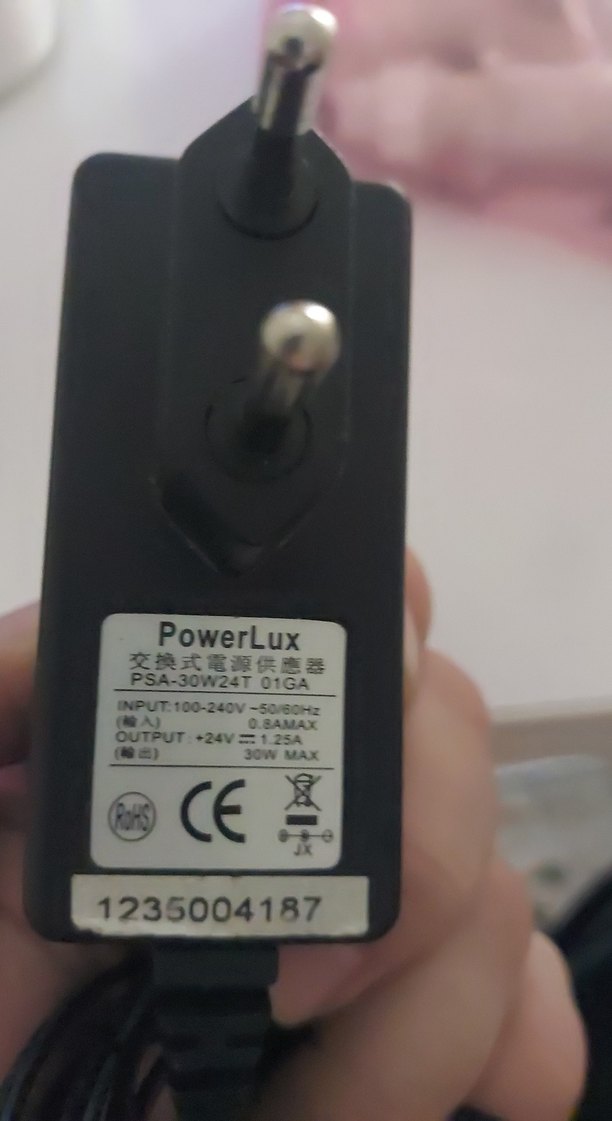 PowerLux
交換式電源供應器
PSA-30W24T 01GA
INPUT:100-240V ~50/60Hz
(輸入) 0.8AMAX
OUTPUT: +24V ⎓ 1.25A
(輸出) 30W MAX
RoHS CE
JX
1235004187